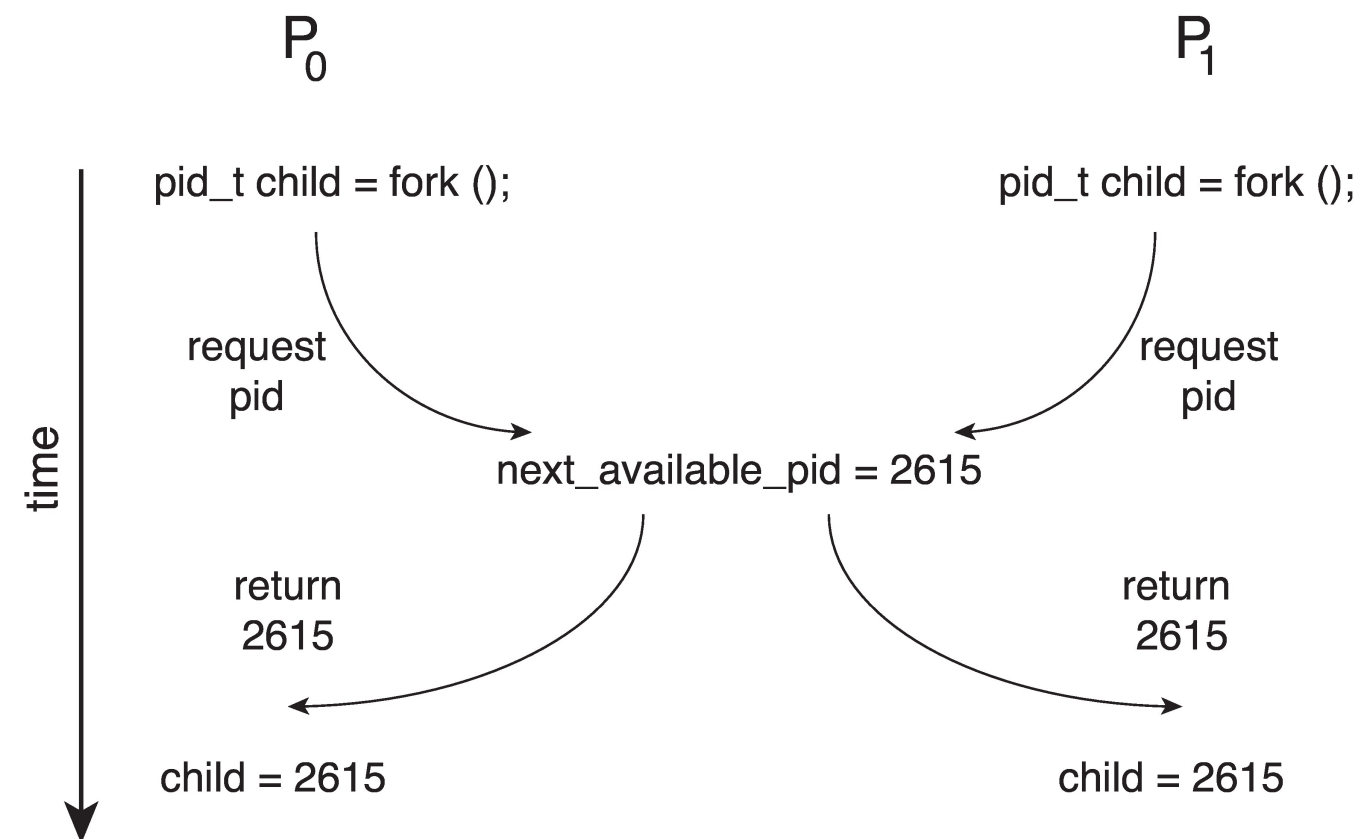 P0
P1
pid_t child = fork ();
pid_t child = fork ();
request
pid
request
pid
time
next_available_pid = 2615
return
2615
return
2615
child = 2615
child = 2615